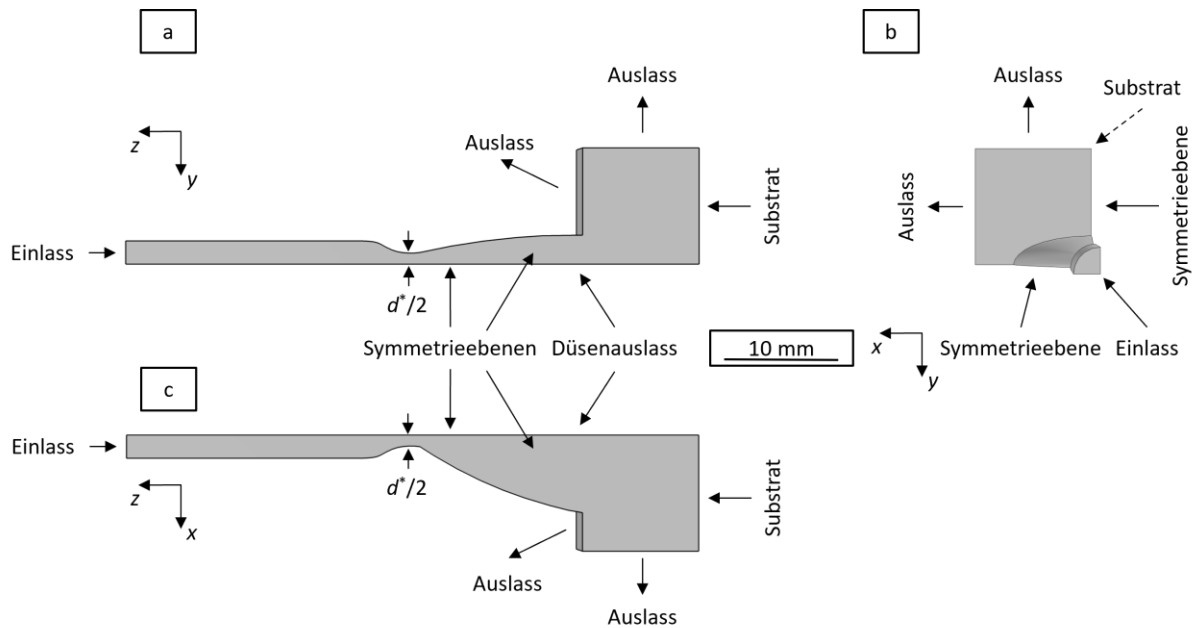 a
Auslass
Auslass
z
y
Einlass
Substrat
d*/2
b
Auslass
Substrat
Auslass
Symmetrieebene
Symmetrieebenen
Düsenauslass
10 mm
x
y
Symmetrieebene
Einlass
c
Einlass
z
x
d*/2
Substrat
Auslass
Auslass